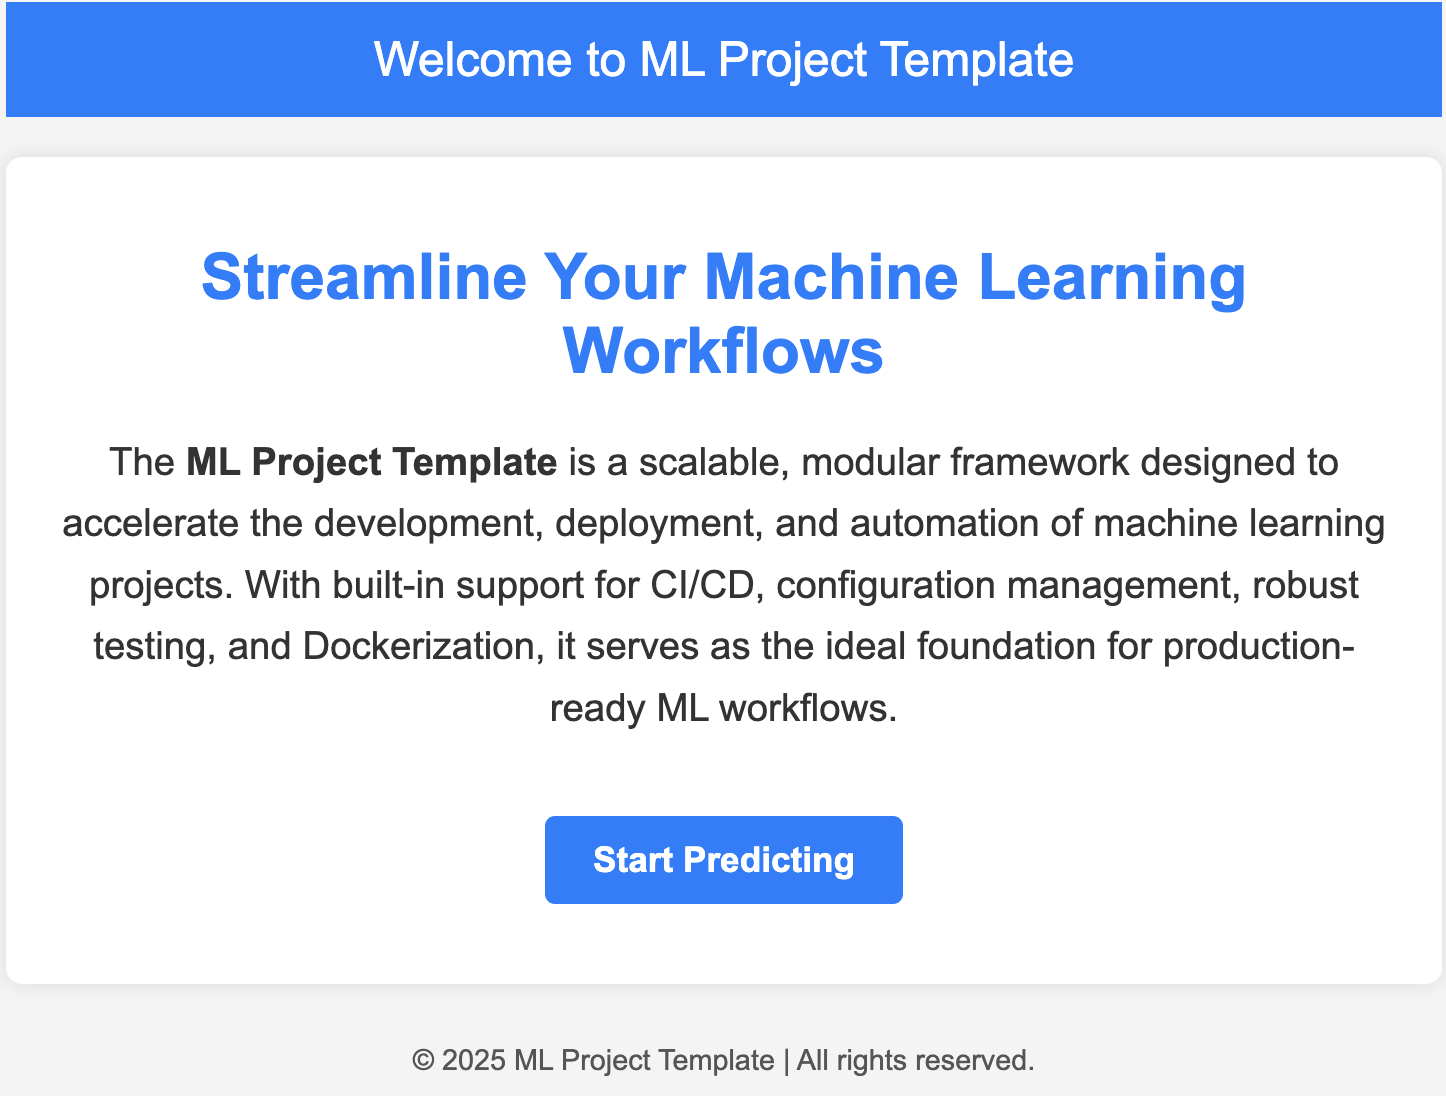 Welcome to ML Project Template
Streamline Your Machine Learning
Workflows
The ML Project Template is a scalable, modular framework designed to
accelerate the development, deployment, and automation of machine learning
projects. With built-in support for CI/CD, configuration management, robust
testing, and Dockerization, it serves as the ideal foundation for production-
ready ML workflows.
Start Predicting
© 2025 ML Project Template | All rights reserved.